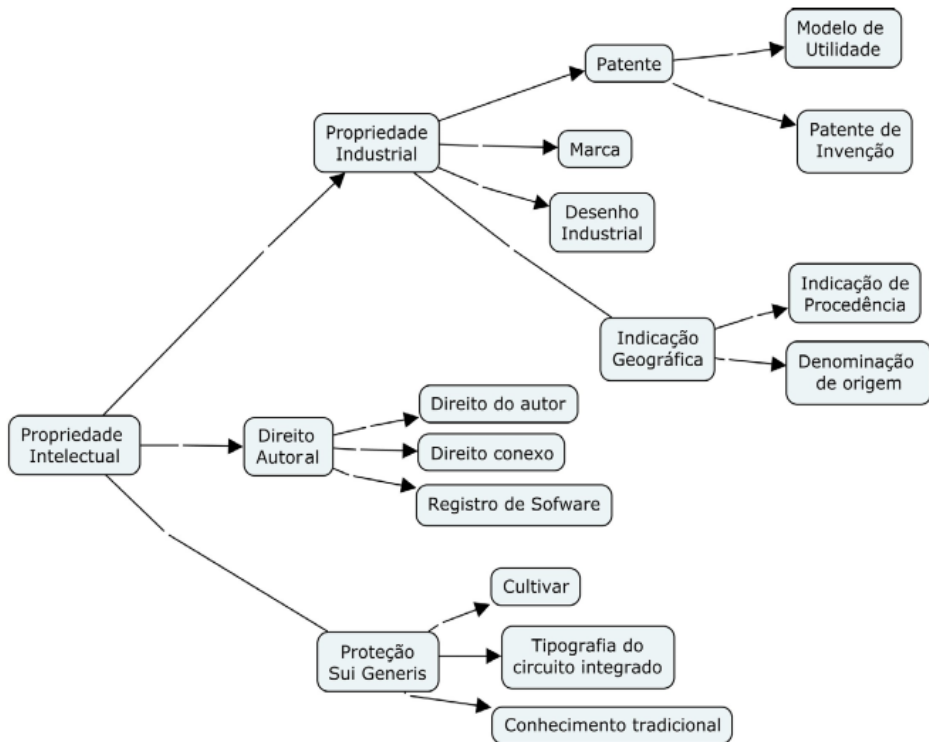 Propriedade
Intelectual
Propriedade
Industrial
Patente
Modelo de
Utilidade
Patente de
Invenção
Marca
Desenho
Industrial
Indicação
Geográfica
Indicação de
Procedência
Denominação
de origem
Direito
Autoral
Direito do autor
Direito conexo
Registro de Sofware
Proteção
Sui Generis
Cultivar
Tipografia do
circuito integrado
Conhecimento tradicional